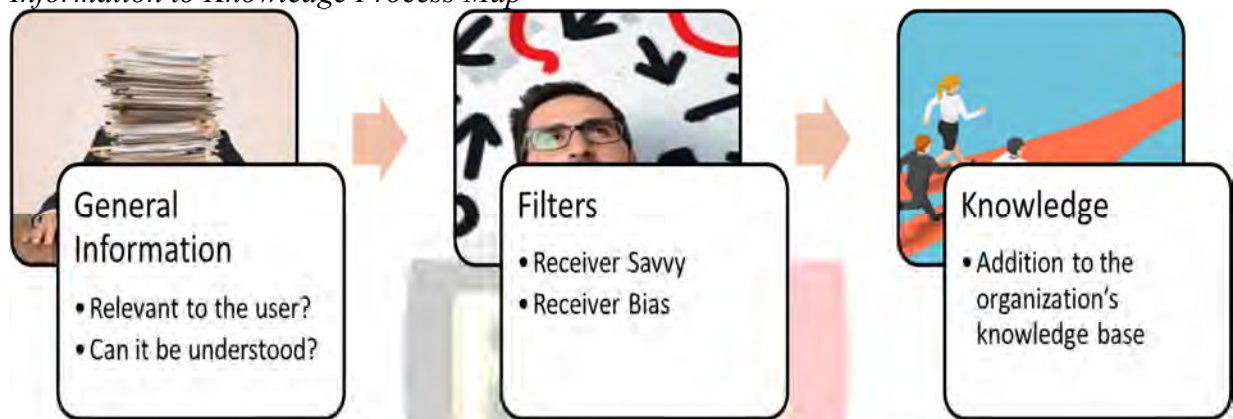 Information to Knowledge Process Map
General
Information
• Relevant to the user?
• Can it be understood?
Filters
• Receiver Savvy
• Receiver Bias
Knowledge
• Addition to the
organization's
knowledge base